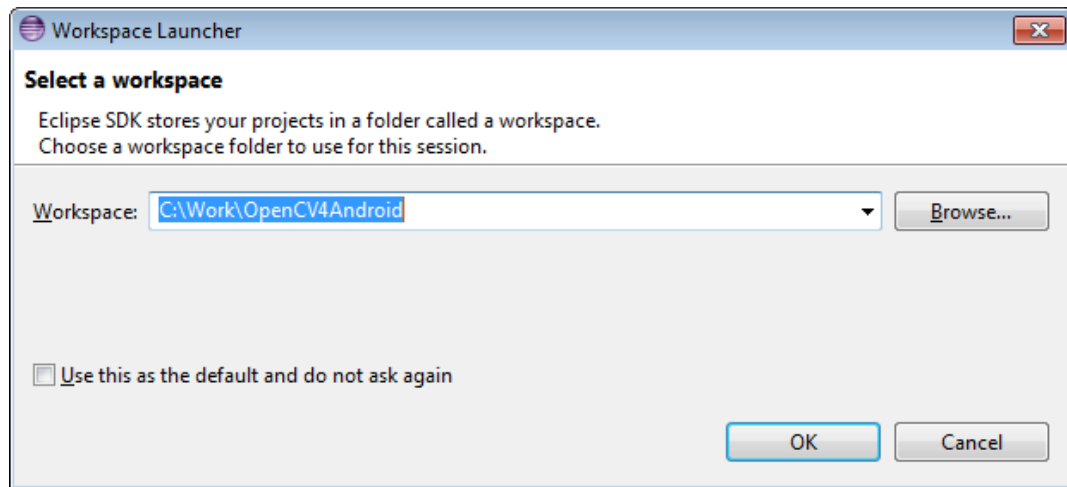 Workspace Launcher
Select a workspace
Eclipse SDK stores your projects in a folder called a workspace.
Choose a workspace folder to use for this session.
Workspace: C:\Work\OpenCV4Android Browse...
Use this as the default and do not ask again
OK Cancel